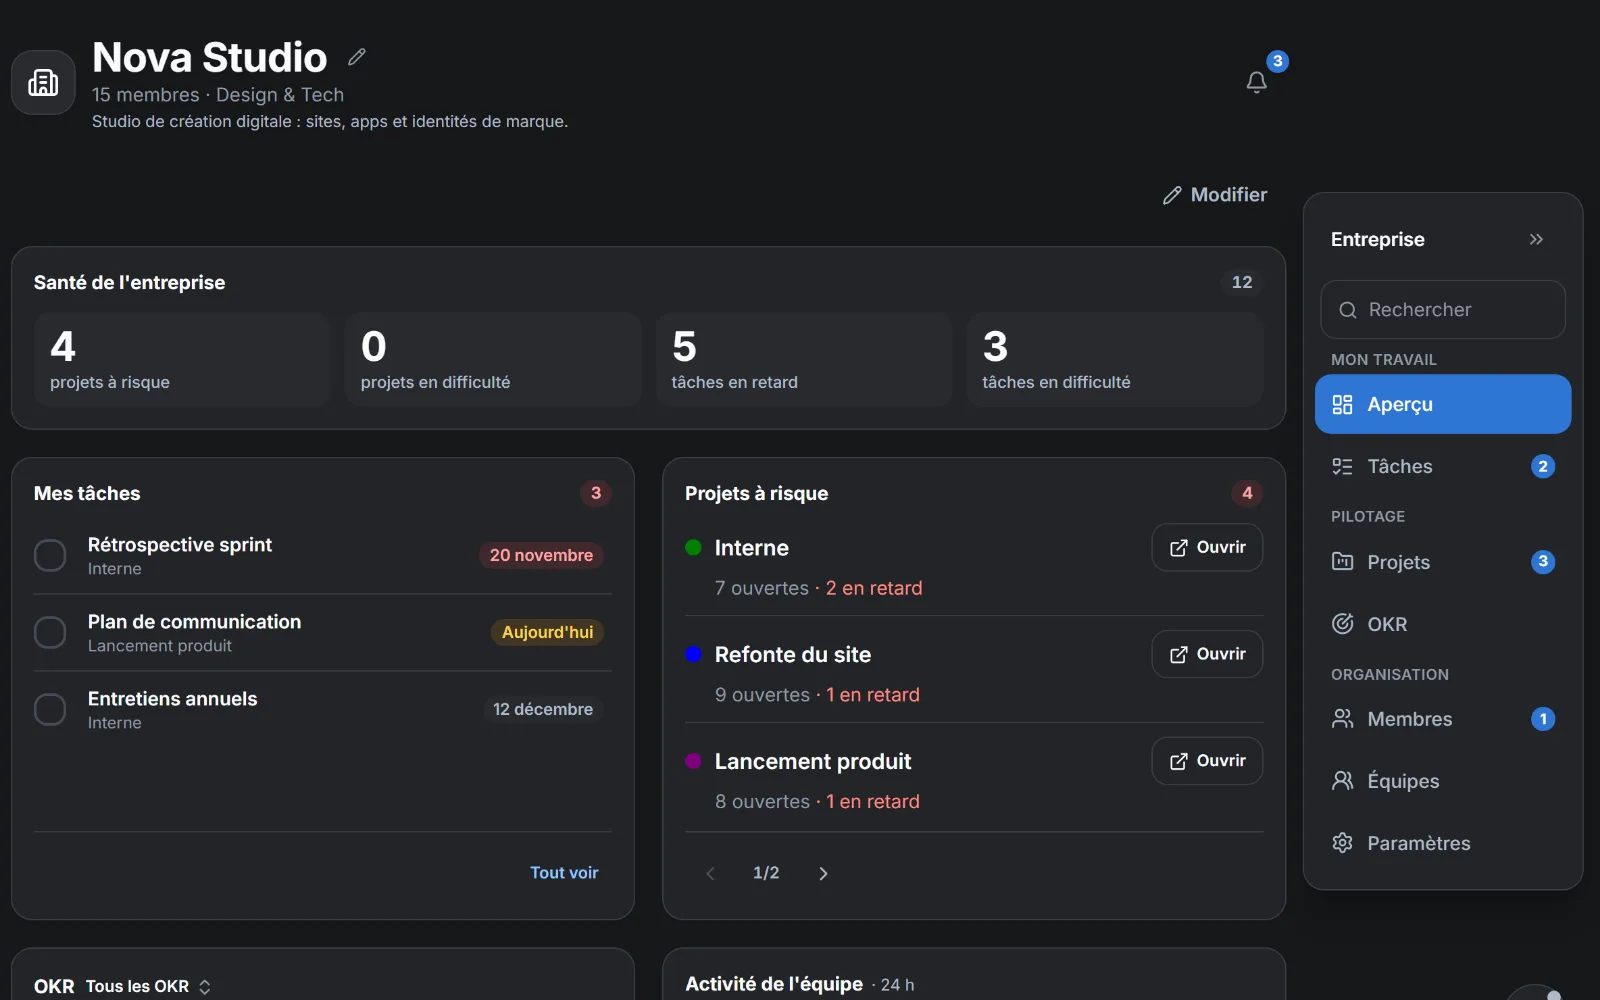 Nova Studio
15 membres · Design & Tech
Studio de création digitale : sites, apps et identités de marque.
3
Modifier
Santé de l'entreprise
12
4
projets à risque
0
projets en difficulté
5
tâches en retard
3
tâches en difficulté
Mes tâches
3
Rétrospective sprint
Interne
20 novembre
Plan de communication
Lancement produit
Aujourd'hui
Entretiens annuels
Interne
12 décembre
Tout voir
Projets à risque
4
Interne
Ouvrir
7 ouvertes · 2 en retard
Refonte du site
Ouvrir
9 ouvertes · 1 en retard
Lancement produit
Ouvrir
8 ouvertes · 1 en retard
1/2
OKR Tous les OKR
Activité de l'équipe · 24 h
Entreprise
Rechercher
MON TRAVAIL
Aperçu
Tâches
2
PILOTAGE
Projets
3
OKR
ORGANISATION
Membres
1
Équipes
Paramètres